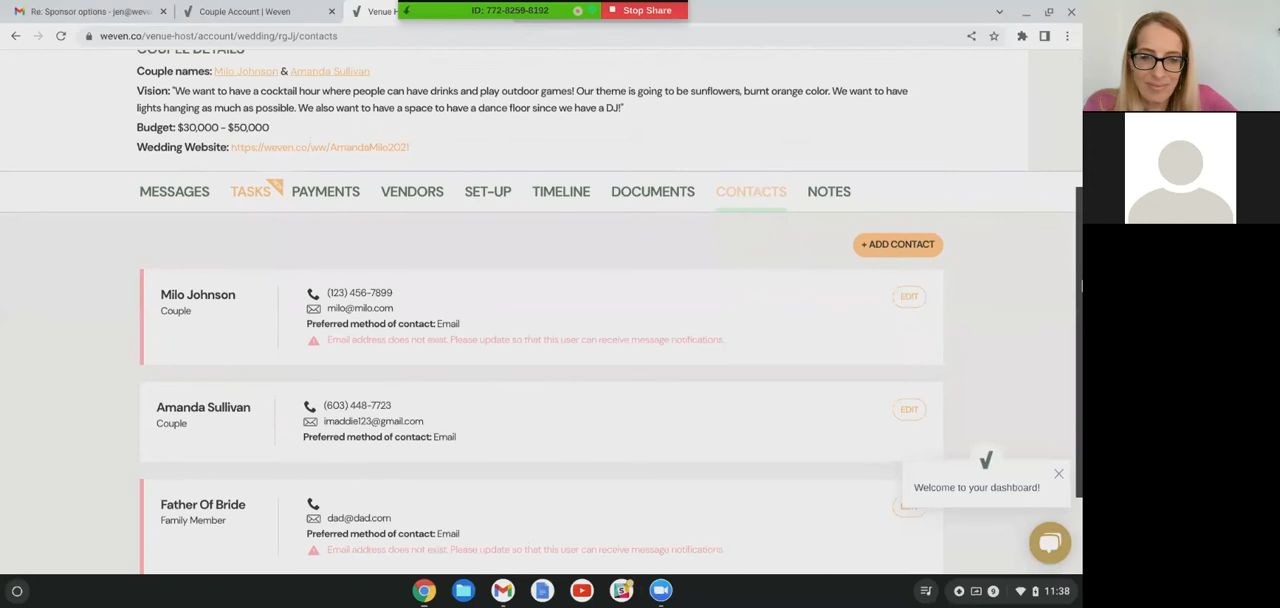 Re: Sponsor options - jen@wev
Couple Account | Weven
Venue H
ID: 772-8259-8192
Stop Share
weven.co/venue-host/account/wedding/rgJj/contacts
COUPLE DETAILS
Couple names: Milo Johnson & Amanda Sullivan
Vision: "We want to have a cocktail hour where people can have drinks and play outdoor games! Our theme is going to be sunflowers, burnt orange color. We want to have
lights hanging as much as possible. We also want to have a space to have a dance floor since we have a DJ!"
Budget: $30,000 - $50,000
Wedding Website: https://weven.co/ww/AmandaMilo2021
MESSAGES TASKS PAYMENTS VENDORS SET-UP TIMELINE DOCUMENTS CONTACTS NOTES
+ ADD CONTACT
Milo Johnson
Couple
(123) 456-7899
milo@milo.com
Preferred method of contact: Email
Email address does not exist. Please update so that this user can receive message notifications.
EDIT
Amanda Sullivan
Couple
(603) 448-7723
imaddie123@gmail.com
Preferred method of contact: Email
EDIT
Father Of Bride
Family Member
dad@dad.com
Preferred method of contact: Email
Email address does not exist. Please update so that this user can receive message notifications.
Welcome to your dashboard!
11:38